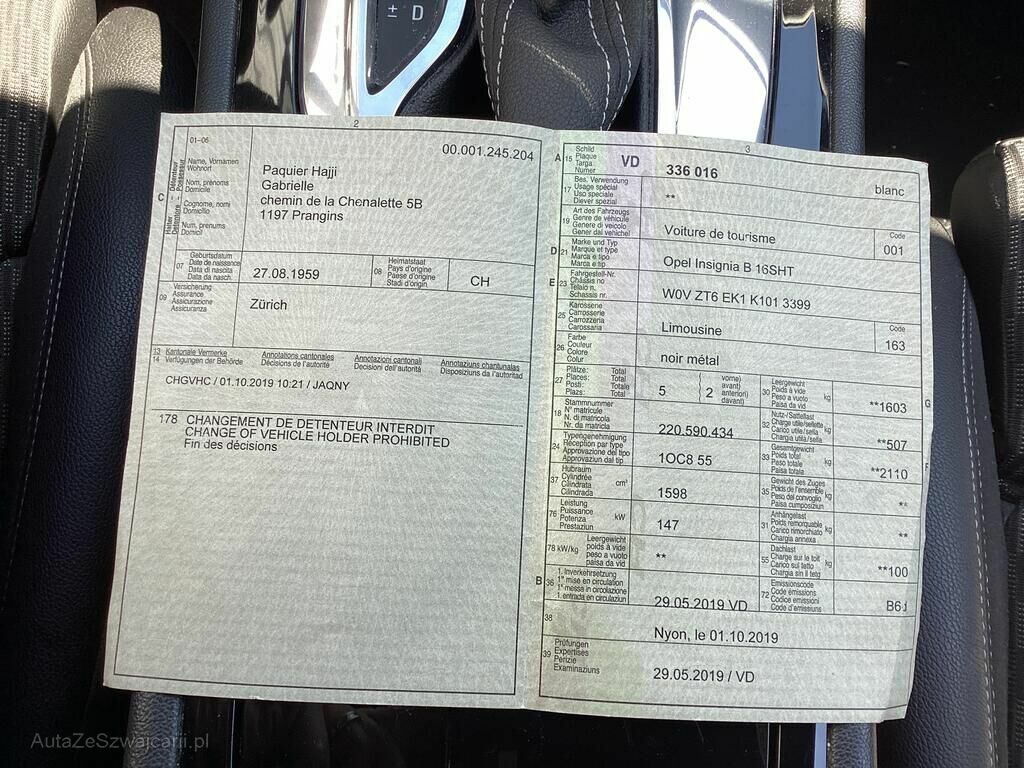 ± D
2
01–06
00.001.245.204
C
Halter
Détenteur – Detentore
Possessur
Name, Vornamen
Wohnort
Nom, prénoms
Domicile
Cognome, nomi
Domicilio
Num, prenums
Domicil
Paquier Hajji
Gabrielle
chemin de la Chenalette 5B
1197 Prangins
07
Geburtsdatum
Date de naissance
Data di nascita
Data da nasch.
27.08.1959
08
Heimatstaat
Pays d'origine
Paese d'origine
Stadi d'origin
CH
09
Versicherung
Assurance
Assicurazione
Assicuranza
Zürich
13
14
Kantonale Vermerke
Verfügungen der Behörde
Annotations cantonales
Décisions de l'autorité
Annotazioni cantonali
Decisioni dell'autorità
Annotaziuns chantunalas
Disposiziuns da l'autoritad
CHGVHC / 01.10.2019 10:21 / JAQNY
178 CHANGEMENT DE DETENTEUR INTERDIT
CHANGE OF VEHICLE HOLDER PROHIBITED
Fin des décisions
3
A
15
Schild
Plaque
Targa
Numer
VD 336 016
blanc
17
Bes. Verwendung
Usage spécial
Uso speciale
Diever spezial
**
19
Art des Fahrzeugs
Genre de véhicule
Genere di veicolo
Gener dal vehichel
Voiture de tourisme
Code
001
D
21
Marke und Typ
Marque et type
Marca e tipo
Marca e tip
Opel Insignia B 16SHT
E
23
Fahrgestell-Nr.
Châssis no
Telaio n.
Schassis nr.
W0V ZT6 EK1 K101 3399
25
Karosserie
Carrosserie
Carrozzeria
Carossaria
Limousine
Code
163
26
Farbe
Couleur
Colore
Colur
noir métal
27
Plätze: Total
Places: Total
Posti: Totale
Plazs: Total
5
2
vorne)
avant)
anteriori)
davant)
30
Leergewicht
Poids à vide
Peso a vuoto
Paisa da vid
kg
**1603
G
18
Stammnummer
N° matricule
N. di matricola
Nr. da matricla
220.590.434
32
Nutz-/Sattellast
Charge utile/sellette
Carico utile/sella
Chargia utila/sella
kg
**507
24
Typengenehmigung
Réception par type
Approvazione del tipo
Approvaziun dal tip
1OC8 55
33
Gesamtgewicht
Poids total
Peso totale
Paisa totala
kg
**2110
F
37
Hubraum
Cylindrée
Cilindrata
Cilindrada
cm³
1598
35
Gewicht des Zuges
Poids de l'ensemble
Peso del convoglio
Paisa cumposiziun
kg
**
76
Leistung
Puissance
Potenza
Prestaziun
kW
147
31
Anhängelast
Poids remorquable
Carico rimorchiato
Chargia annexa
kg
**
78 kW/kg
Leergewicht
poids à vide
peso a vuoto
paisa da vid
**
55
Dachlast
Charge sur le toit
Carico sul tetto
Chargia sin il tetg
kg
**100
B
36
1. Inverkehrsetzung
1re mise en circulation
1a messa in circolazione
1. entrada en circulaziun
29.05.2019 VD
72
Emissionscode
Code émissions
Codice emissioni
Code d'emissiuns
B6j
38
Nyon, le 01.10.2019
39
Prüfungen
Expertises
Perizie
Examinaziuns
29.05.2019 / VD
AutaZeSzwajcarii.pl